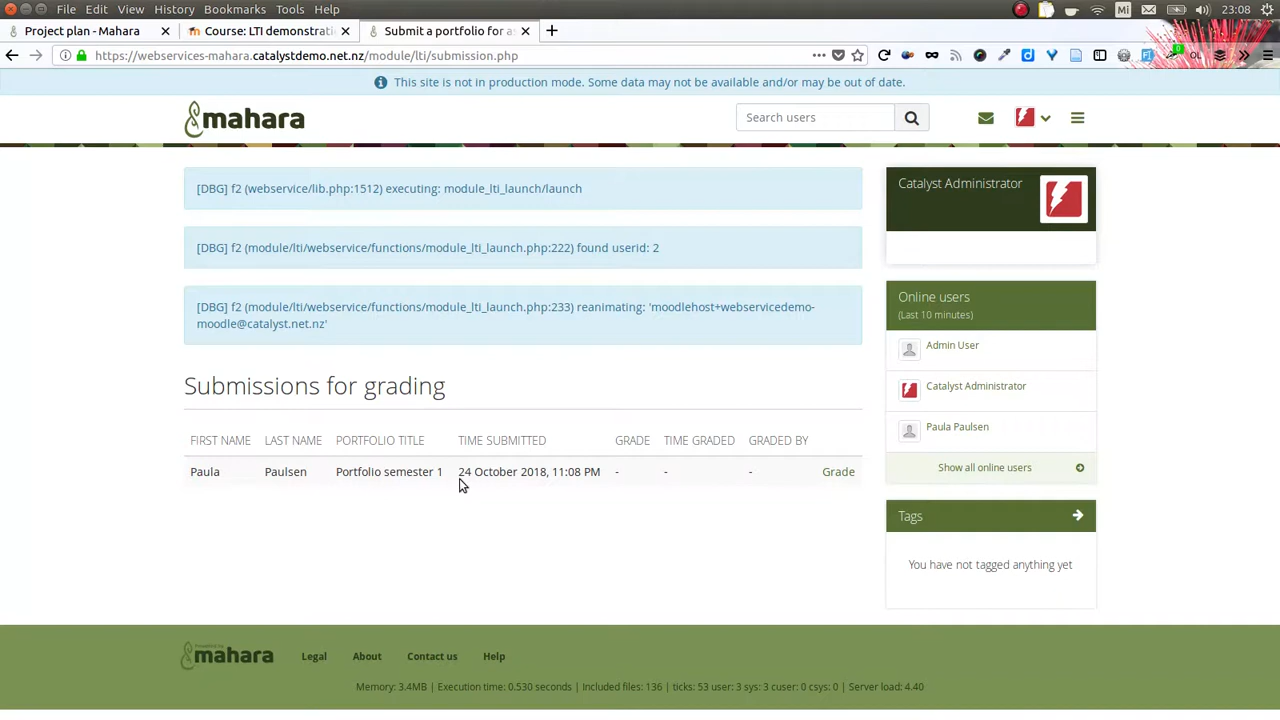 File Edit View History Bookmarks Tools Help
Mi
23:08
Project plan - Mahara
Course: LTI demonstrati
Submit a portfolio for a
https://webservices-mahara.catalystdemo.net.nz/module/lti/submission.php
This site is not in production mode. Some data may not be available and/or may be out of date.
mahara
Search users
[DBG] f2 (webservice/lib.php:1512) executing: module_lti_launch/launch
Catalyst Administrator
[DBG] f2 (module/lti/webservice/functions/module_lti_launch.php:222) found userid: 2
[DBG] f2 (module/lti/webservice/functions/module_lti_launch.php:233) reanimating: 'moodlehost+webservicedemo-
moodle@catalyst.net.nz'
Online users
(Last 10 minutes)
Admin User
Catalyst Administrator
Paula Paulsen
Show all online users
Submissions for grading
FIRST NAME LAST NAME PORTFOLIO TITLE TIME SUBMITTED GRADE TIME GRADED GRADED BY
Paula Paulsen Portfolio semester 1 24 October 2018, 11:08 PM - - - Grade
Tags
You have not tagged anything yet
mahara
Legal About Contact us Help
Memory: 3.4MB | Execution time: 0.530 seconds | Included files: 136 | ticks: 53 user: 3 sys: 3 cuser: 0 csys: 0 | Server load: 4.40